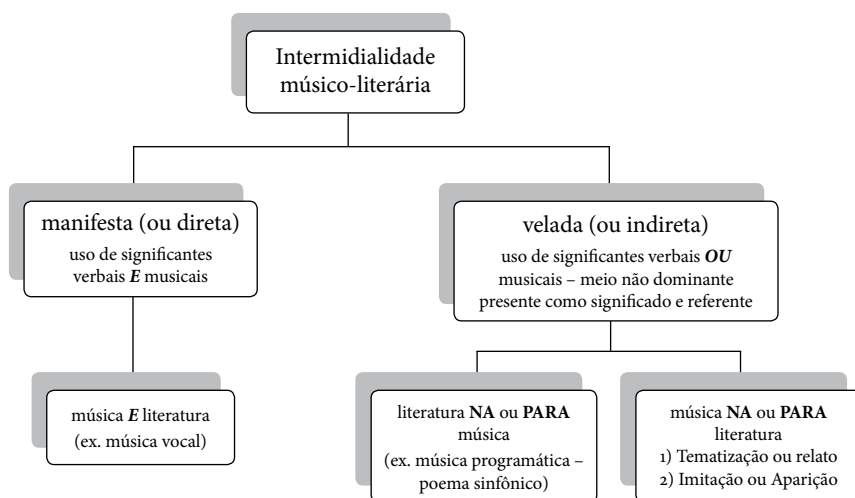 Intermidialidade
músico-literária
manifesta (ou direta)
uso de significantes
verbais E musicais
velada (ou indireta)
uso de significantes verbais OU
musicais – meio não dominante
presente como significado e referente
música E literatura
(ex. música vocal)
literatura NA ou PARA
música
(ex. música programática –
poema sinfônico)
música NA ou PARA
literatura
1) Tematização ou relato
2) Imitação ou Aparição